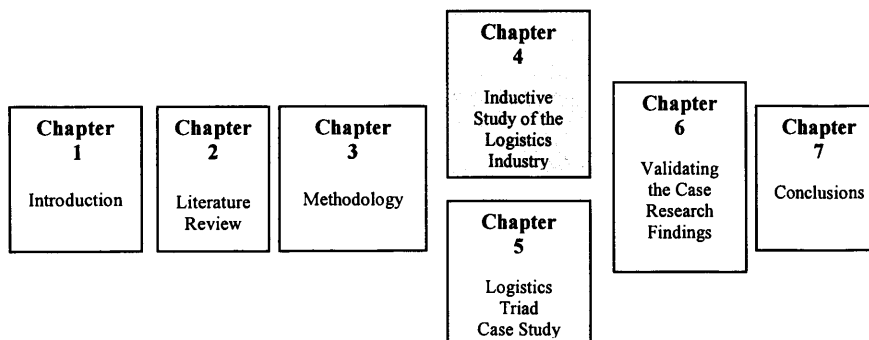 Chapter
1
Introduction
Chapter
2
Literature
Review
Chapter
3
Methodology
Chapter
4
Inductive
Study of the
Logistics
Industry
Chapter
5
Logistics
Triad
Case Study
Chapter
6
Validating
the Case
Research
Findings
Chapter
7
Conclusions